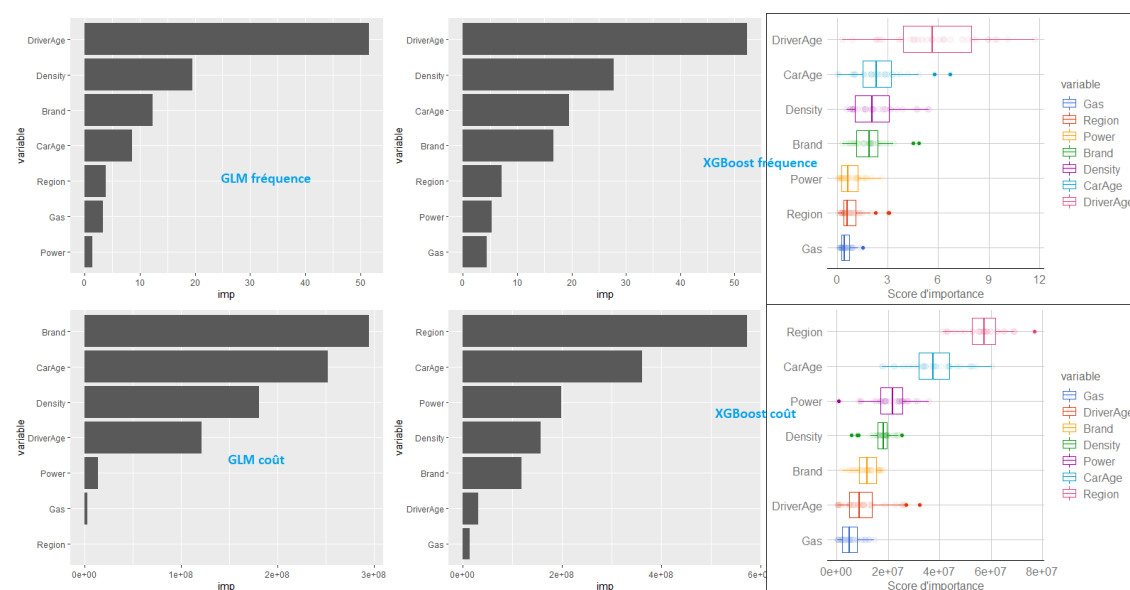 DriverAge
Density
Brand
CarAge
Region
Gas
Power
variable
GLM fréquence
0 10 20 30 40 50
imp
DriverAge
Density
CarAge
Brand
Region
Power
Gas
variable
XGBoost fréquence
0 10 20 30 40 50
imp
DriverAge
CarAge
Density
Brand
Power
Region
Gas
0 3 6 9 12
Score d'importance
variable
Gas
Region
Power
Brand
Density
CarAge
DriverAge
Brand
CarAge
Density
DriverAge
Power
Gas
Region
variable
GLM coût
0e+00 1e+08 2e+08 3e+08
imp
Region
CarAge
Power
Density
Brand
DriverAge
Gas
variable
XGBoost coût
0e+00 2e+08 4e+08 6e+0
imp
Region
CarAge
Power
Density
Brand
DriverAge
Gas
0e+00 2e+07 4e+07 6e+07 8e+07
Score d'importance
variable
Gas
DriverAge
Brand
Density
Power
CarAge
Region